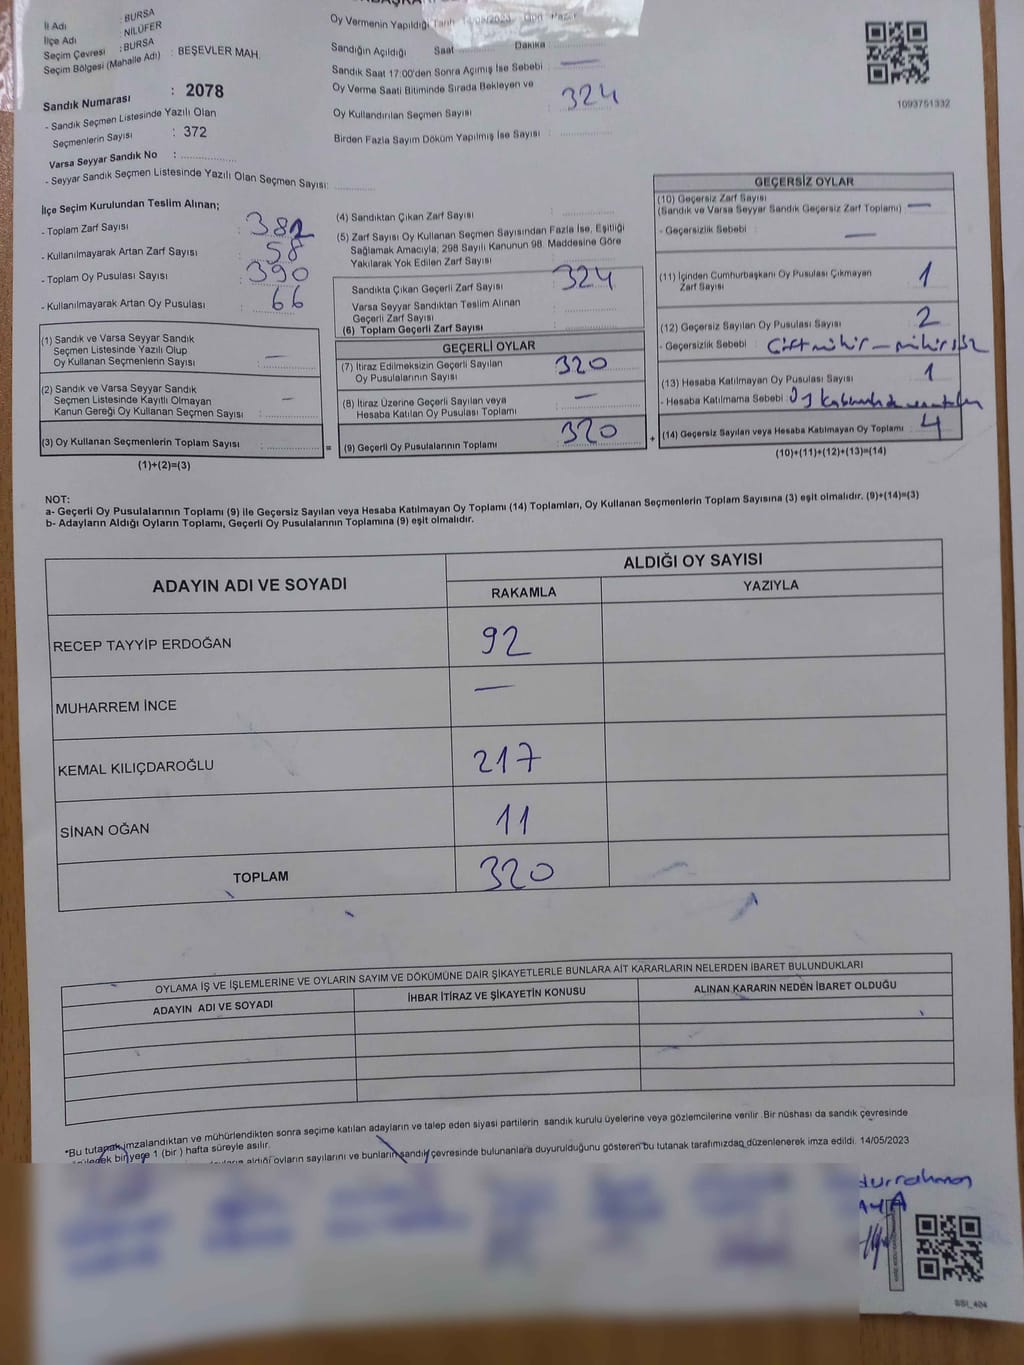 İl Adı : BURSA
İlçe Adı : NİLÜFER
Seçim Çevresi : BURSA
Seçim Bölgesi (Mahalle Adı) : BEŞEVLER MAH.
Sandık Numarası : 2078
- Sandık Seçmen Listesinde Yazılı Olan
Seçmenlerin Sayısı : 372
Varsa Seyyar Sandık No :
- Seyyar Sandık Seçmen Listesinde Yazılı Olan Seçmen Sayısı:
Oy Vermenin Yapıldığı Tarih 14/05/2023 Gün Pazar
Sandığın Açıldığı Saat Dakika
Sandık Saat 17:00'den Sonra Açımış İse Sebebi : —
Oy Verme Saati Bitiminde Sırada Bekleyen ve
Oy Kullandırılan Seçmen Sayısı : 324
Birden Fazla Sayım Döküm Yapılmış İse Sayısı :
1093751332
İlçe Seçim Kurulundan Teslim Alınan;
- Toplam Zarf Sayısı : 382
- Kullanılmayarak Artan Zarf Sayısı : 58
- Toplam Oy Pusulası Sayısı : 390
- Kullanılmayarak Artan Oy Pusulası : 66
(1) Sandık ve Varsa Seyyar Sandık
Seçmen Listesinde Yazılı Olup
Oy Kullanan Seçmenlerin Sayısı : —
(2) Sandık ve Varsa Seyyar Sandık
Seçmen Listesinde Kayıtlı Olmayan
Kanun Gereği Oy Kullanan Seçmen Sayısı : —
(3) Oy Kullanan Seçmenlerin Toplam Sayısı :
(1)+(2)=(3)
(4) Sandıktan Çıkan Zarf Sayısı :
(5) Zarf Sayısı Oy Kullanan Seçmen Sayısından Fazla İse, Eşitliği
Sağlamak Amacıyla; 298 Sayılı Kanunun 98. Maddesine Göre
Yakılarak Yok Edilen Zarf Sayısı :
Sandıkta Çıkan Geçerli Zarf Sayısı : 324
Varsa Seyyar Sandıktan Teslim Alınan
Geçerli Zarf Sayısı :
(6) Toplam Geçerli Zarf Sayısı :
GEÇERLİ OYLAR
(7) İtiraz Edilmeksizin Geçerli Sayılan
Oy Pusulalarının Sayısı : 320
(8) İtiraz Üzerine Geçerli Sayılan veya
Hesaba Katılan Oy Pusulası Toplamı : —
= (9) Geçerli Oy Pusulalarının Toplamı : 320 +
GEÇERSİZ OYLAR
(10) Geçersiz Zarf Sayısı
(Sandık ve Varsa Seyyar Sandık Geçersiz Zarf Toplamı) : —
- Geçersizlik Sebebi : —
(11) İçinden Cumhurbaşkanı Oy Pusulası Çıkmayan
Zarf Sayısı : 1
(12) Geçersiz Sayılan Oy Pusulası Sayısı : 2
- Geçersizlik Sebebi : Çift mühür - mühürsüz
(13) Hesaba Katılmayan Oy Pusulası Sayısı : 1
- Hesaba Katılmama Sebebi : Oy
(14) Geçersiz Sayılan veya Hesaba Katılmayan Oy Toplamı : 4
(10)+(11)+(12)+(13)=(14)
NOT:
a- Geçerli Oy Pusulalarının Toplamı (9) ile Geçersiz Sayılan veya Hesaba Katılmayan Oy Toplamı (14) Toplamları, Oy Kullanan Seçmenlerin Toplam Sayısına (3) eşit olmalıdır. (9)+(14)=(3)
b- Adayların Aldığı Oyların Toplamı, Geçerli Oy Pusulalarının Toplamına (9) eşit olmalıdır.
ADAYIN ADI VE SOYADI
ALDIĞI OY SAYISI
RAKAMLA YAZIYLA
RECEP TAYYİP ERDOĞAN 92
MUHARREM İNCE —
KEMAL KILIÇDAROĞLU 217
SİNAN OĞAN 11
TOPLAM 320
OYLAMA İŞ VE İŞLEMLERİNE VE OYLARIN SAYIM VE DÖKÜMÜNE DAİR ŞİKAYETLERLE BUNLARA AİT KARARLARIN NELERDEN İBARET BULUNDUKLARI
ADAYIN ADI VE SOYADI İHBAR İTİRAZ VE ŞİKAYETİN KONUSU ALINAN KARARIN NEDEN İBARET OLDUĞU
*Bu tutanak imzalandıktan ve mühürlendikten sonra seçime katılan adayların ve talep eden siyasi partilerin sandık kurulu üyelerine veya gözlemcilerine verilir .Bir nüshası da sandık çevresinde
bir yere 1 (bir ) hafta süreyle asılır.
aldığı oyların sayılarını ve bunların sandık çevresinde bulunanlara duyurulduğunu gösteren bu tutanak tarafımızdan düzenlenerek imza edildi. 14/05/2023
durrahman
AYA